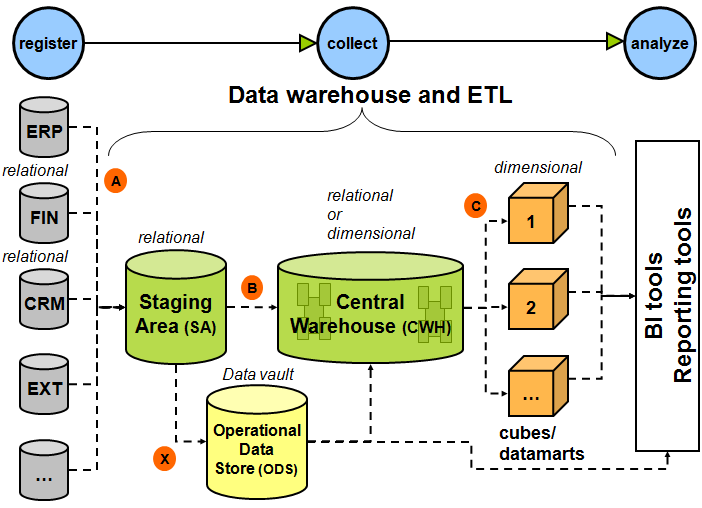 register
collect
analyze
Data warehouse and ETL
ERP
relational
FIN
relational
CRM
EXT
...
A
relational
Staging
Area (SA)
B
relational
or
dimensional
Central
Warehouse (CWH)
X
Data vault
Operational
Data
Store (ODS)
C
dimensional
1
2
...
cubes/
datamarts
BI tools
Reporting tools